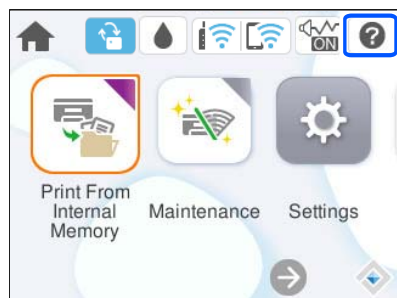 ON
?
Print From
Internal
Memory
Maintenance
Settings